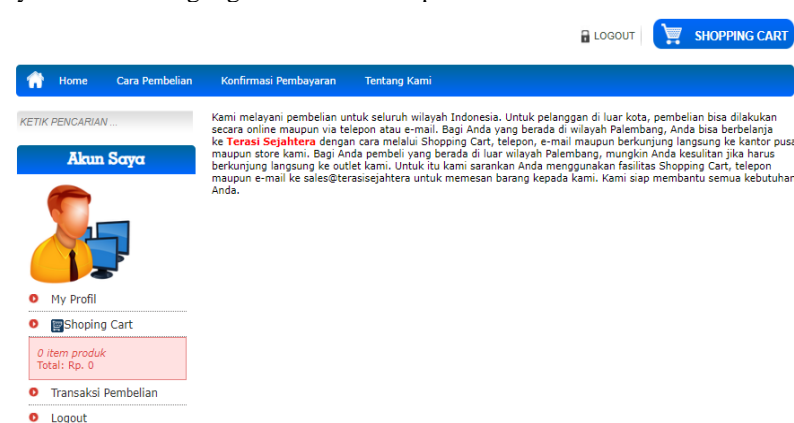 LOGOUT
SHOPPING CART
Home Cara Pembelian Konfirmasi Pembayaran Tentang Kami
KETIK PENCARIAN ...
Akun Saya
My Profil
Shoping Cart
0 item produk
Total: Rp. 0
Transaksi Pembelian
Logout
Kami melayani pembelian untuk seluruh wilayah Indonesia. Untuk pelanggan di luar kota, pembelian bisa dilakukan
secara online maupun via telepon atau e-mail. Bagi Anda yang berada di wilayah Palembang, Anda bisa berbelanja
ke Terasi Sejahtera dengan cara melalui Shopping Cart, telepon, e-mail maupun berkunjung langsung ke kantor pusa
maupun store kami. Bagi Anda pembeli yang berada di luar wilayah Palembang, mungkin Anda kesulitan jika harus
berkunjung langsung ke outlet kami. Untuk itu kami sarankan Anda menggunakan fasilitas Shopping Cart, telepon
maupun e-mail ke sales@terasisejahtera untuk memesan barang kepada kami. Kami siap membantu semua kebutuhan
Anda.